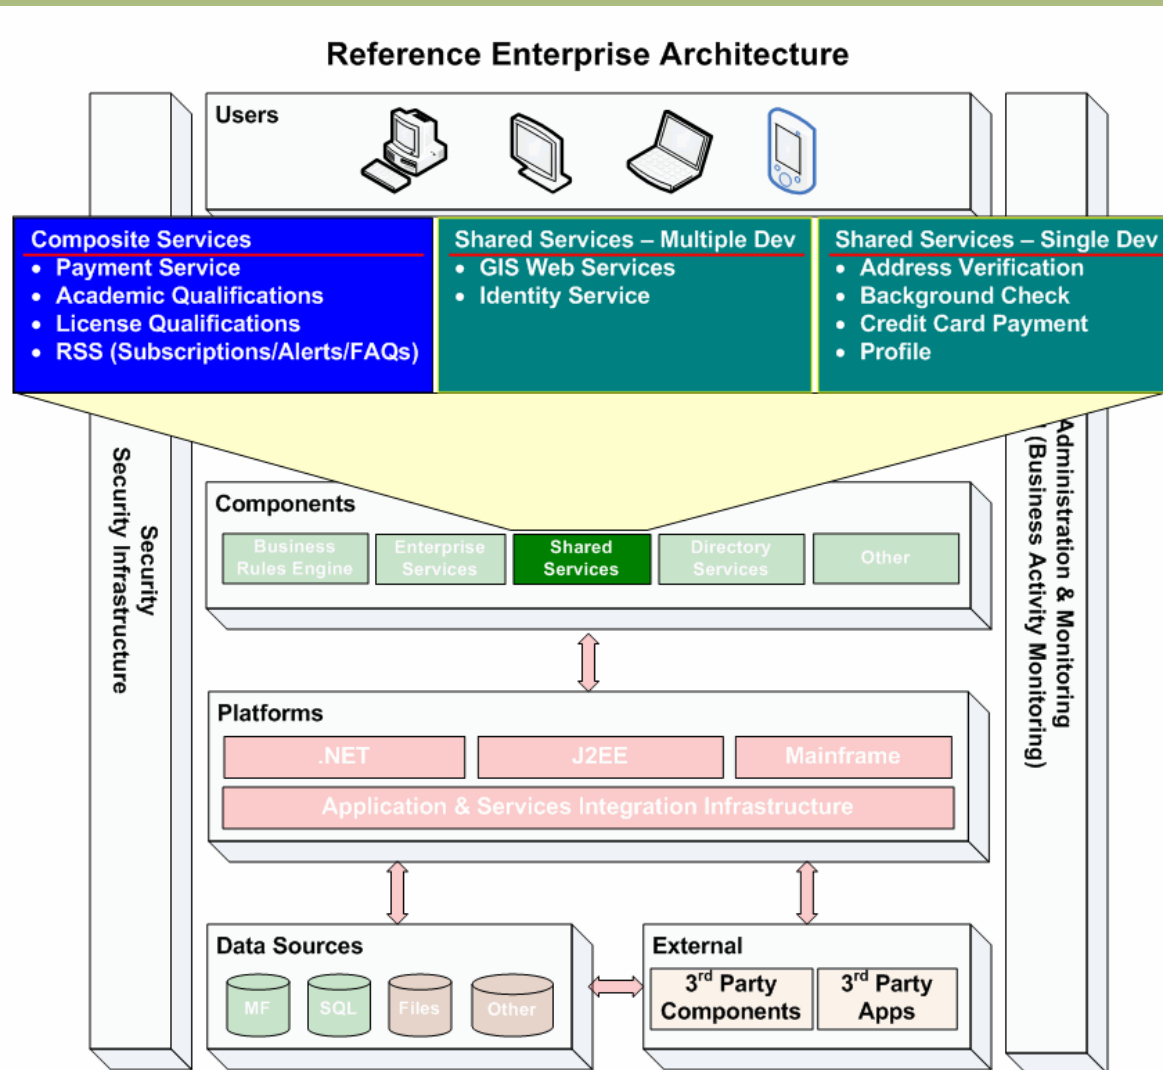 Reference Enterprise Architecture
Users
Composite Services
• Payment Service
• Academic Qualifications
• License Qualifications
• RSS (Subscriptions/Alerts/FAQs)
Shared Services – Multiple Dev
• GIS Web Services
• Identity Service
Shared Services – Single Dev
• Address Verification
• Background Check
• Credit Card Payment
• Profile
Security
Security Infrastructure
Administration & Monitoring
(Business Activity Monitoring)
Components
Business
Rules Engine
Enterprise
Services
Shared
Services
Directory
Services
Other
Platforms
.NET
J2EE
Mainframe
Application & Services Integration Infrastructure
Data Sources
MF
SQL
Files
Other
External
3rd Party
Components
3rd Party
Apps